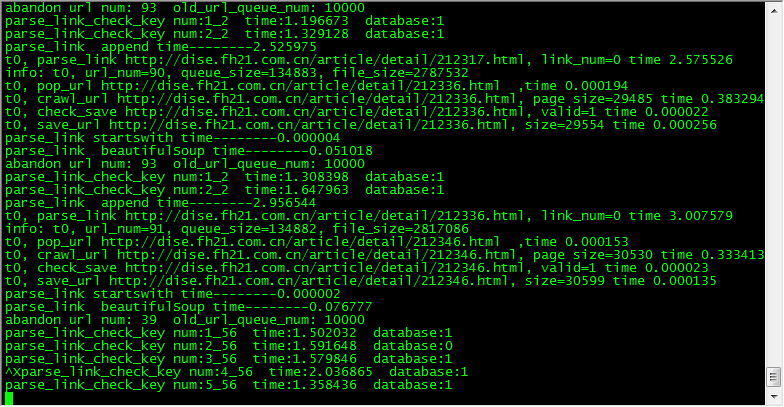 abandon url num: 93  old_url_queue_num: 10000
parse_link_check_key num:1_2  time:1.196673  database:1
parse_link_check_key num:2_2  time:1.329128  database:1
parse_link  append time--------2.525975
t0, parse_link http://dise.fh21.com.cn/article/detail/212317.html, link_num=0 time 2.575526
info: t0, url_num=90, queue_size=134883, file_size=2787532
t0, pop_url http://dise.fh21.com.cn/article/detail/212336.html  ,time 0.000194
t0, crawl_url http://dise.fh21.com.cn/article/detail/212336.html, page size=29485 time 0.383294
t0, check_save http://dise.fh21.com.cn/article/detail/212336.html, valid=1 time 0.000022
t0, save_url http://dise.fh21.com.cn/article/detail/212336.html, size=29554 time 0.000256
parse_link startswith time--------0.000004
parse_link  beautifulSoup time--------0.051018
abandon url num: 93  old_url_queue_num: 10000
parse_link_check_key num:1_2  time:1.308398  database:1
parse_link_check_key num:2_2  time:1.647963  database:1
parse_link  append time--------2.956544
t0, parse_link http://dise.fh21.com.cn/article/detail/212336.html, link_num=0 time 3.007579
info: t0, url_num=91, queue_size=134882, file_size=2817086
t0, pop_url http://dise.fh21.com.cn/article/detail/212346.html  ,time 0.000153
t0, crawl_url http://dise.fh21.com.cn/article/detail/212346.html, page size=30530 time 0.333413
t0, check_save http://dise.fh21.com.cn/article/detail/212346.html, valid=1 time 0.000023
t0, save_url http://dise.fh21.com.cn/article/detail/212346.html, size=30599 time 0.000135
parse_link startswith time--------0.000002
parse_link  beautifulSoup time--------0.076777
abandon url num: 39  old_url_queue_num: 10000
parse_link_check_key num:1_56  time:1.502032  database:1
parse_link_check_key num:2_56  time:1.591648  database:0
parse_link_check_key num:3_56  time:1.579846  database:1
^Xparse_link_check_key num:4_56  time:2.036865  database:1
parse_link_check_key num:5_56  time:1.358436  database:1